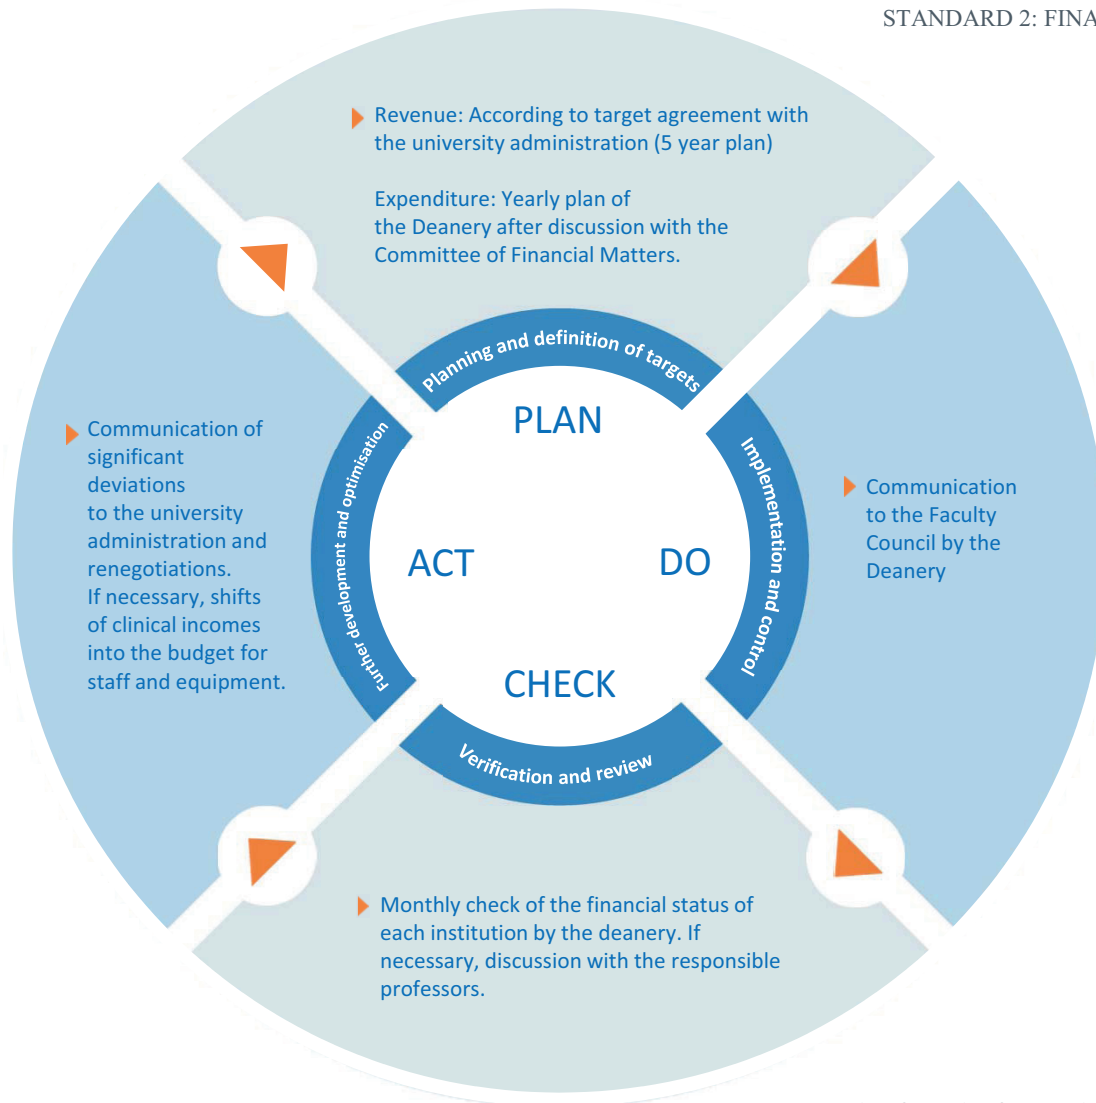 STANDARD 2: FINA
Revenue: According to target agreement with
the university administration (5 year plan)
Expenditure: Yearly plan of
the Deanery after discussion with the
Committee of Financial Matters.
Planning and definition of targets
PLAN
Communication of
significant
deviations
to the university
administration and
renegotiations.
If necessary, shifts
of clinical incomes
into the budget for
staff and equipment.
Further development and optimisation
ACT
DO
Implementation and control
Communication
to the Faculty
Council by the
Deanery
CHECK
Verification and review
Monthly check of the financial status of
each institution by the deanery. If
necessary, discussion with the responsible
professors.